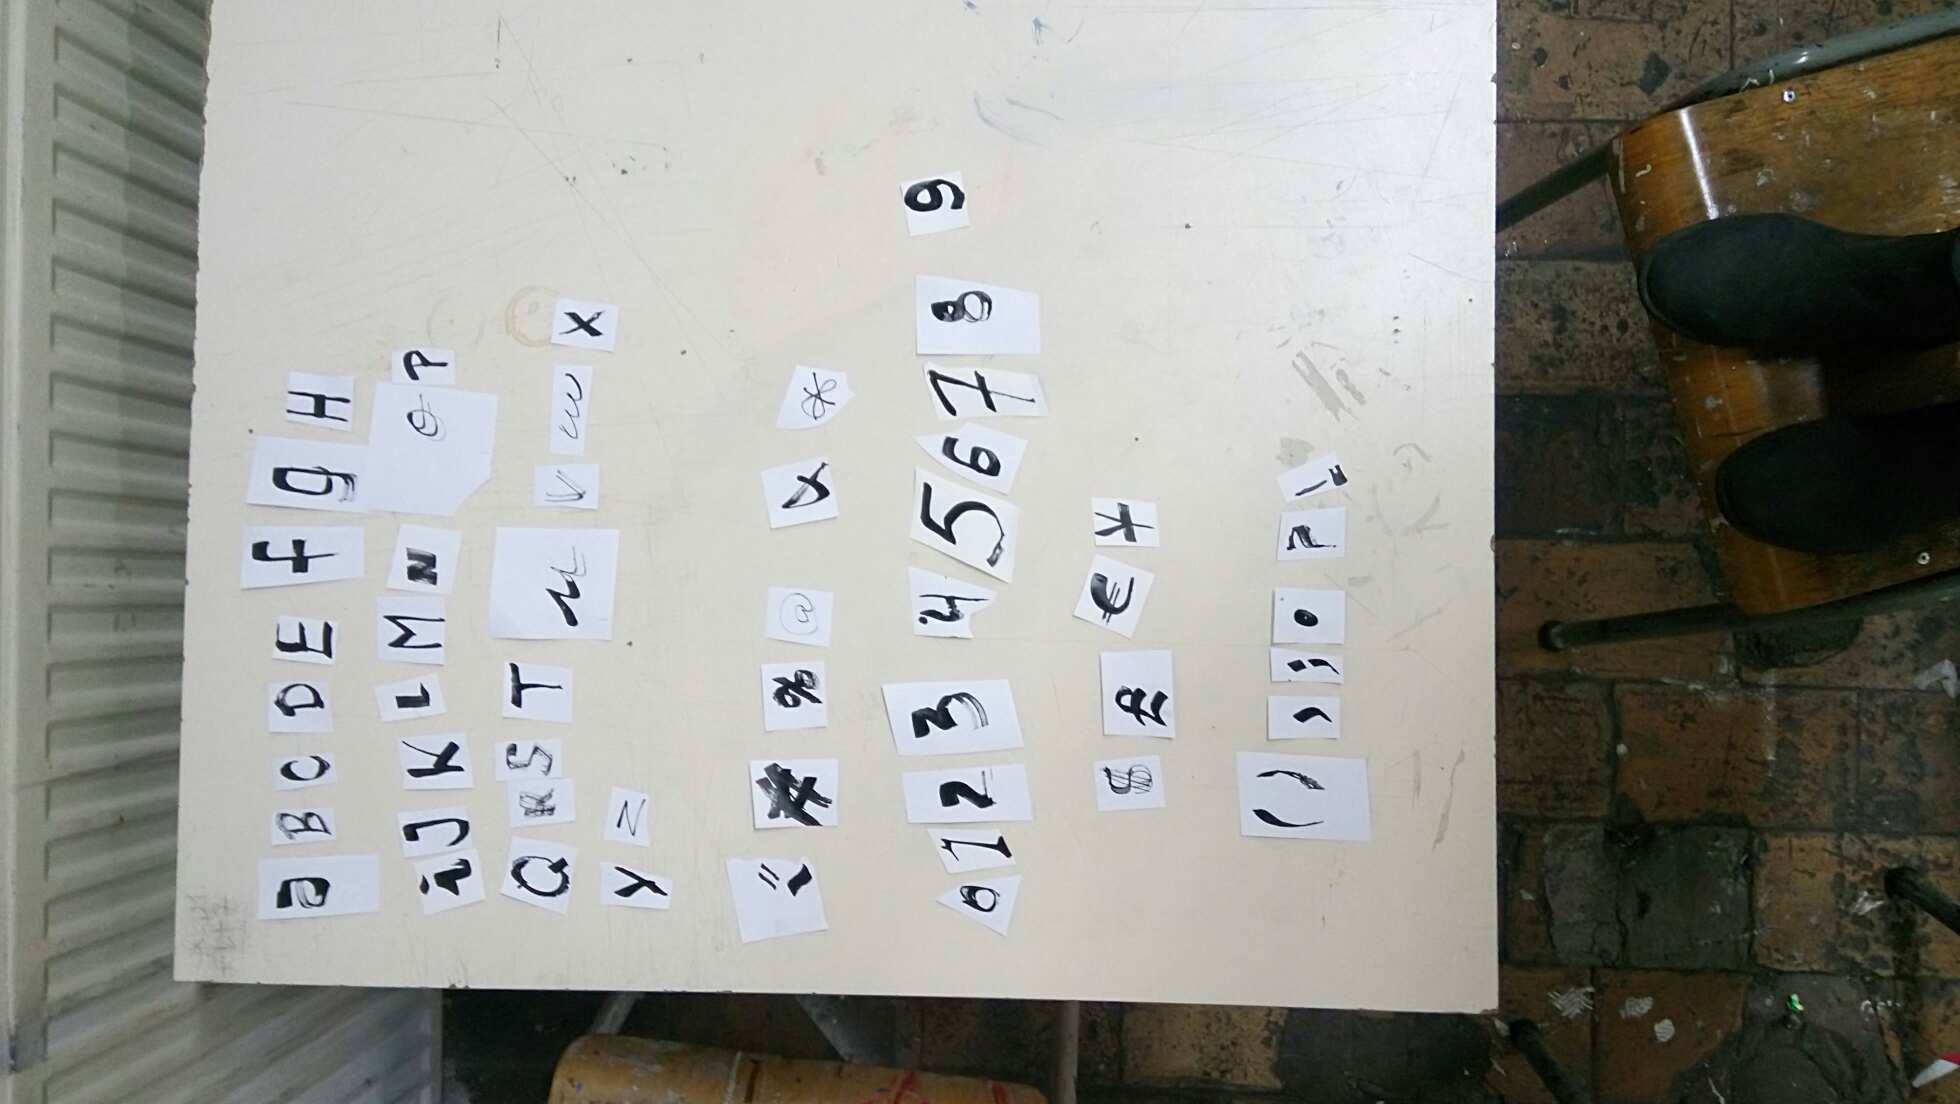 a B C D E f g H
i J K L M N O P
Q R S T u v w x
y z
" # % @ & *
0 1 2 3 4 5 6 7 8 9
$ £ € ¥
( ) , ; . ? !